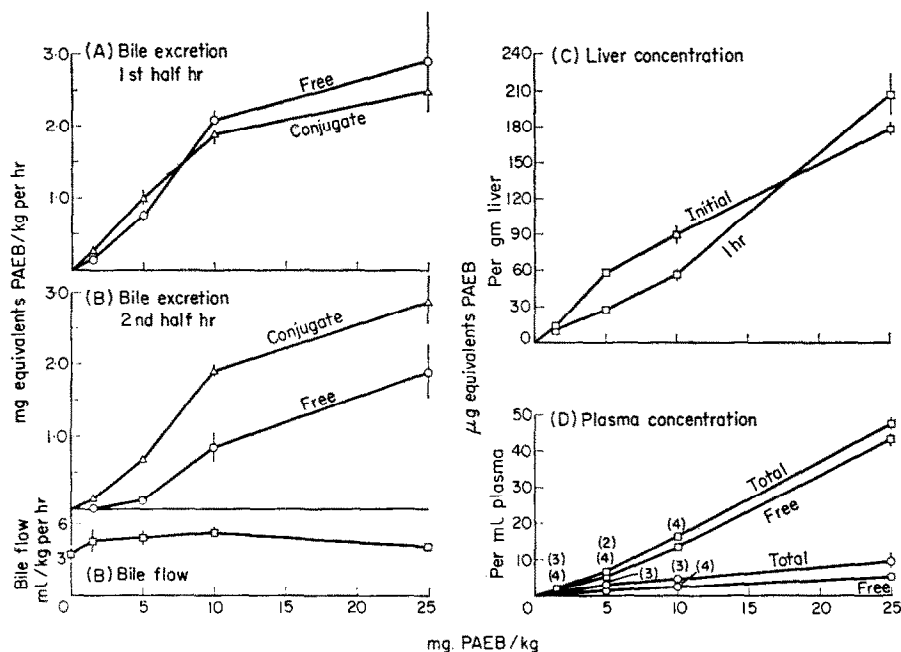 (A) Bile excretion
1st half hr
3·0
2·0
1·0
Free
Conjugate
mg equivalents PAEB/kg per hr
(B) Bile excretion
2nd half hr
3·0
2·0
1·0
Conjugate
Free
Bile flow
ml/kg per hr
6
3
(B) Bile flow
0 5 10 15 20 25
(C) Liver concentration
240
210
180
150
120
90
60
30
0
Initial
1 hr
μg equivalents PAEB
Per gm liver
(D) Plasma concentration
50
40
30
20
10
0
Per ml plasma
Total
Free
(4)
(2)
(4)
(3)
(4)
(3)
(3)
(4)
Total
Free
0 5 10 15 20 25
mg. PAEB/kg